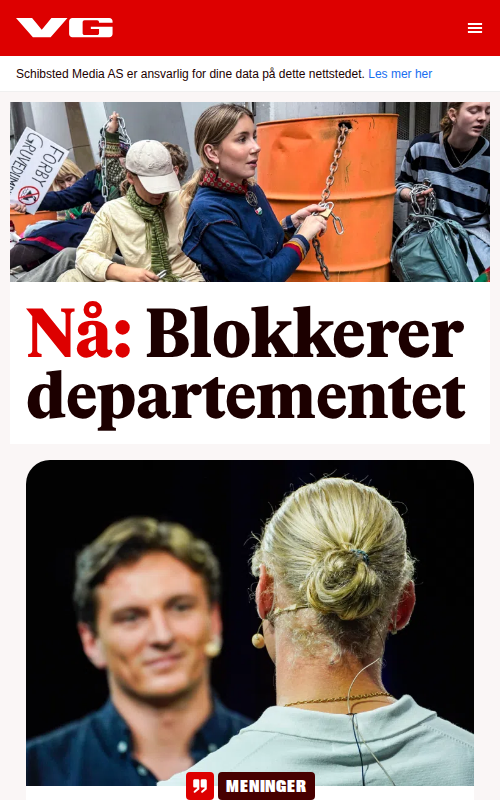 VG
Schibsted Media AS er ansvarlig for dine data på dette nettstedet. Les mer her
FORBY
GRUVEDUMPING
Nå: Blokkerer
departementet
MENINGER